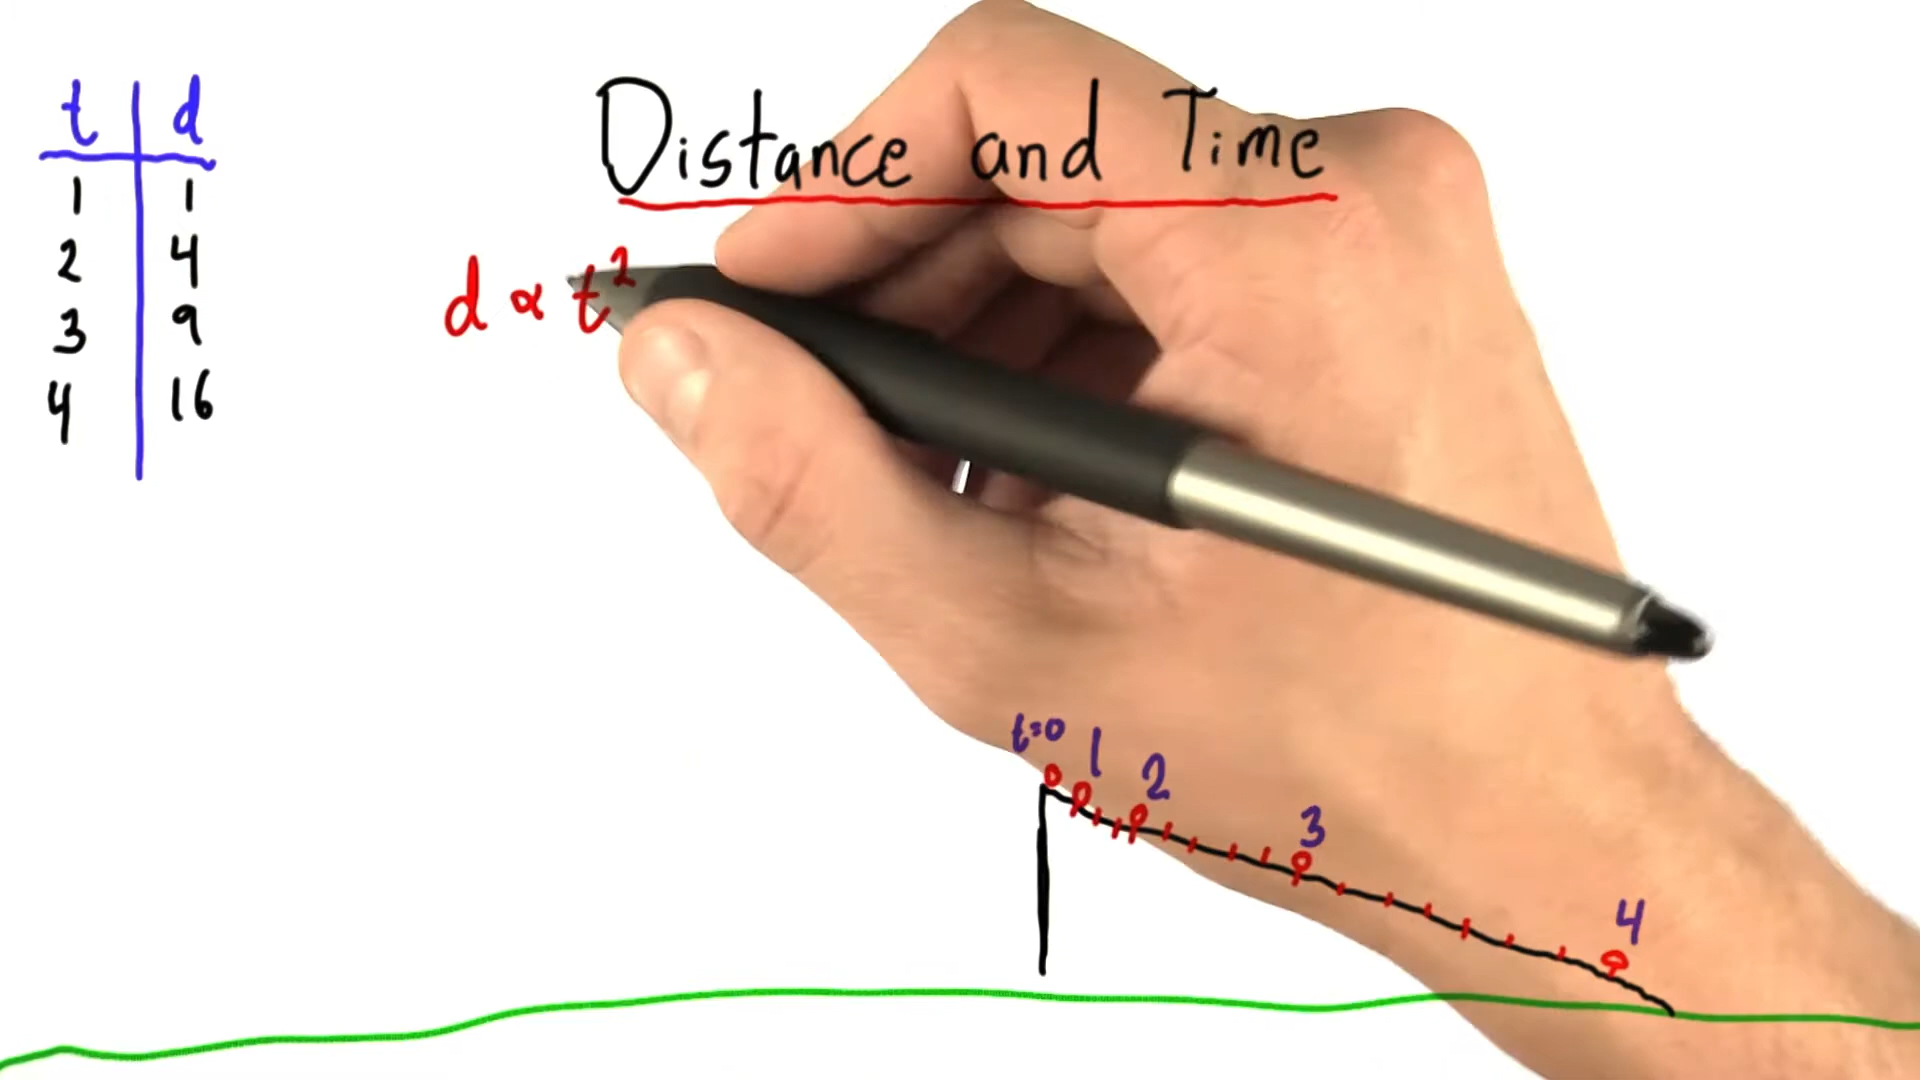 Distance and Time
t d
1 1
2 4
3 9
4 16
d ∝ t²
t=0 1 2 3 4